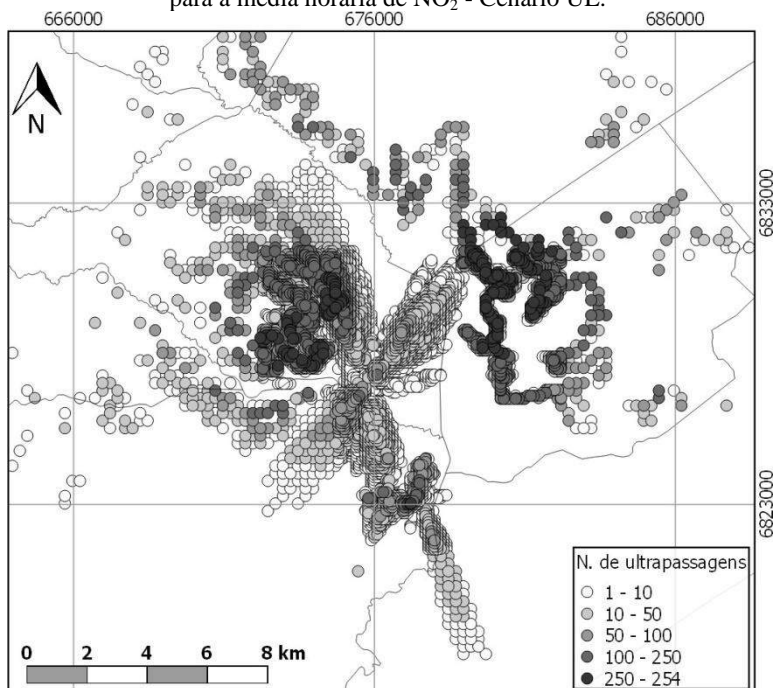 para a média horária de NO₂ - Cenário UE.
666000 676000 686000
N
6833000
6823000
N. de ultrapassagens
1 - 10
10 - 50
50 - 100
100 - 250
250 - 254
0 2 4 6 8 km